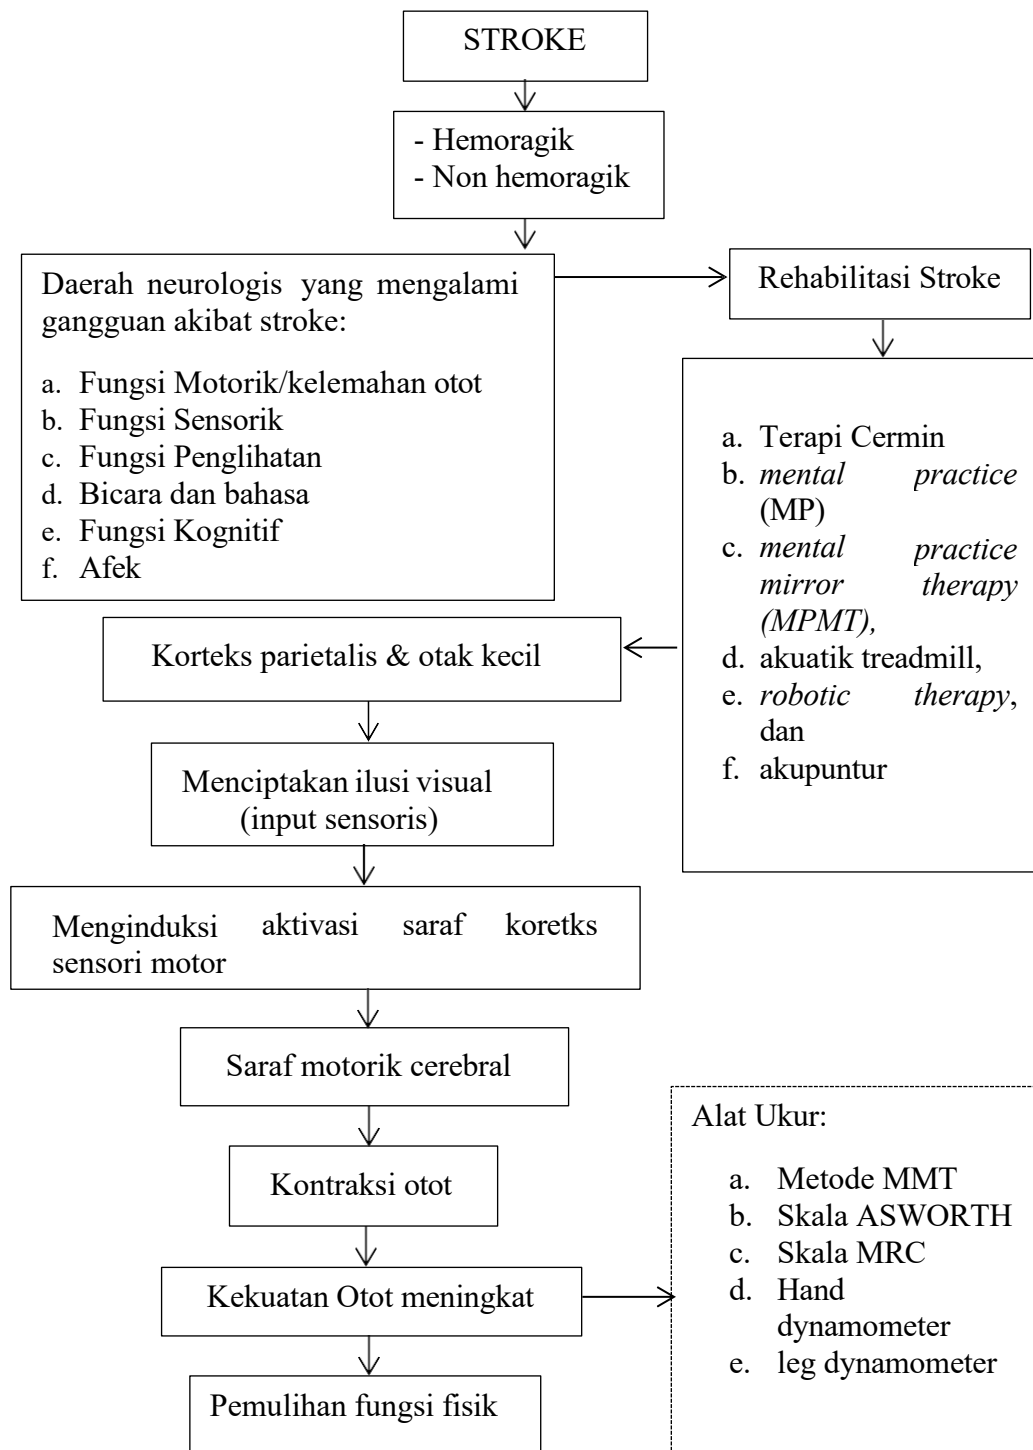 STROKE
- Hemoragik
- Non hemoragik
Daerah neurologis yang mengalami
gangguan akibat stroke:
a. Fungsi Motorik/kelemahan otot
b. Fungsi Sensorik
c. Fungsi Penglihatan
d. Bicara dan bahasa
e. Fungsi Kognitif
f. Afek
Rehabilitasi Stroke
a. Terapi Cermin
b. mental practice
(MP)
c. mental practice
mirror therapy
(MPMT),
d. akuatik treadmill,
e. robotic therapy,
dan
f. akupuntur
Korteks parietalis & otak kecil
Menciptakan ilusi visual
(input sensoris)
Menginduksi aktivasi saraf koretks
sensori motor
Saraf motorik cerebral
Kontraksi otot
Kekuatan Otot meningkat
Alat Ukur:
a. Metode MMT
b. Skala ASWORTH
c. Skala MRC
d. Hand
dynamometer
e. leg dynamometer
Pemulihan fungsi fisik